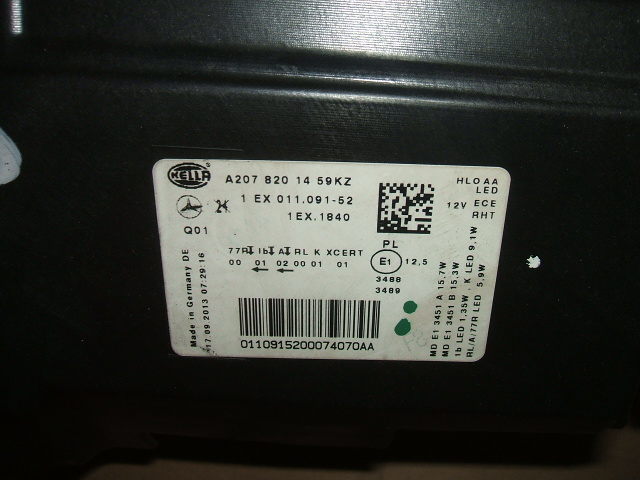 HELLA
A207 820 14 59KZ
1 EX 011.091-52
1EX.1840
Q01
77R IB A RL K XCERT
00 01 02 00 01 01
HLOAA
LED
12V ECE
RHT
PL
E1 12,5
3488
3489
Made in Germany DE
17.09.2013 07:29:16
0110915200074070AA
MD E1 3451 A 15,7W
MD E1 3451 B 15,3W
1b LED 1,35W , K LED 9,1W
RL/A/77R LED 5,9W